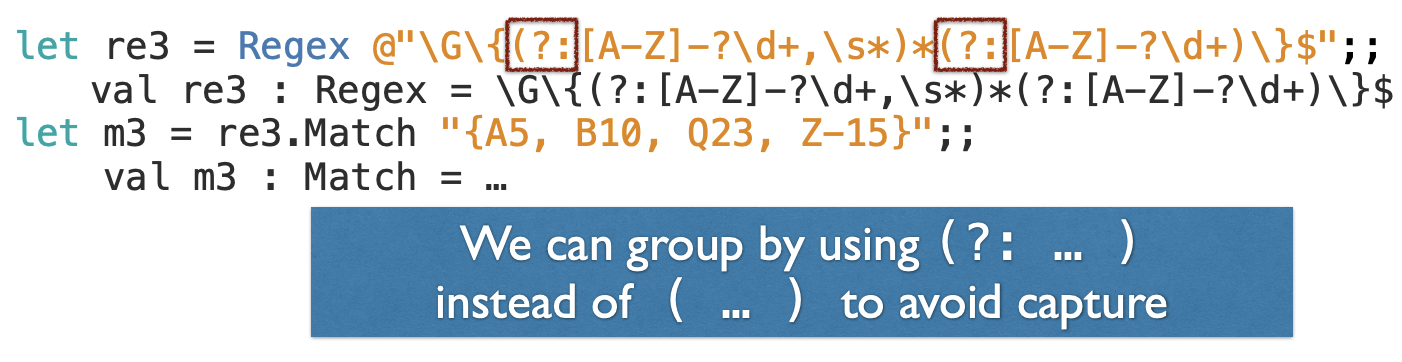 let re3 = Regex @"\G\{(?:[A-Z]-?\d+,\s*)*(?:[A-Z]-?\d+)\}$";;
val re3 : Regex = \G\{(?:[A-Z]-?\d+,\s*)*(?:[A-Z]-?\d+)\}$
let m3 = re3.Match "{A5, B10, Q23, Z-15}";;
val m3 : Match = …
We can group by using (?: … )
instead of ( … ) to avoid capture